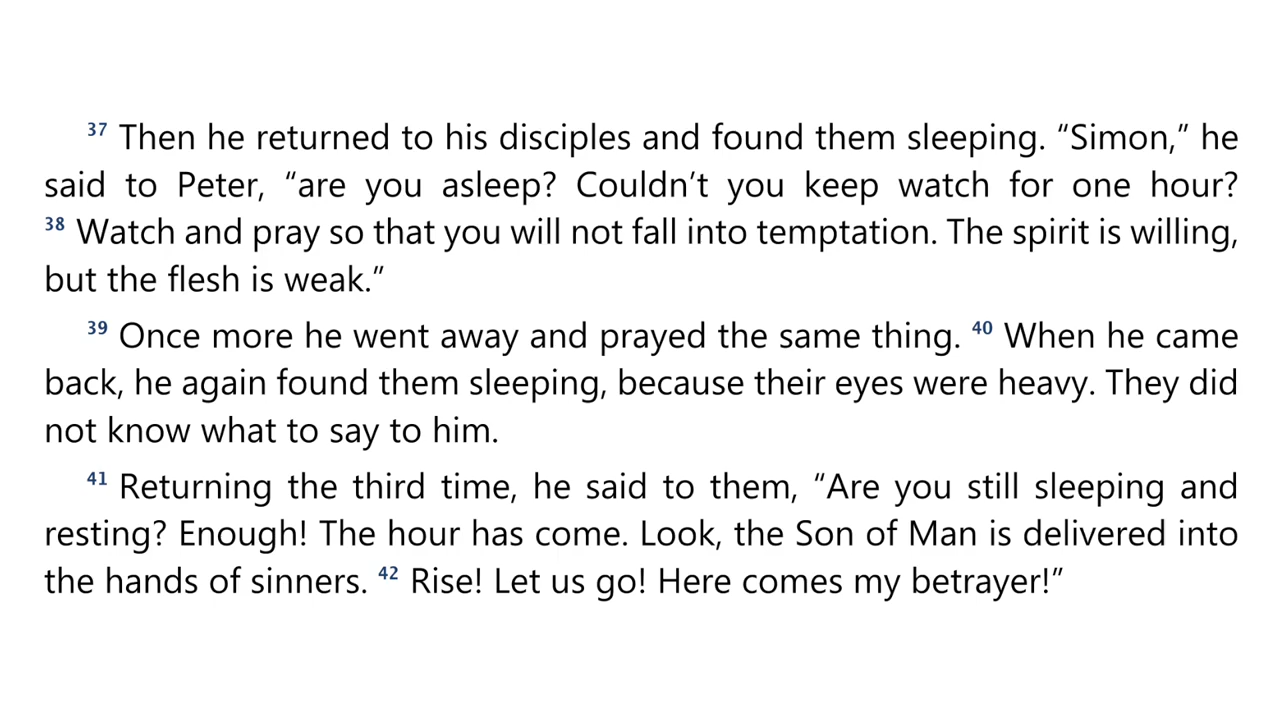 37 Then he returned to his disciples and found them sleeping. “Simon,” he
said to Peter, “are you asleep? Couldn’t you keep watch for one hour?
38 Watch and pray so that you will not fall into temptation. The spirit is willing,
but the flesh is weak.”
39 Once more he went away and prayed the same thing. 40 When he came
back, he again found them sleeping, because their eyes were heavy. They did
not know what to say to him.
41 Returning the third time, he said to them, “Are you still sleeping and
resting? Enough! The hour has come. Look, the Son of Man is delivered into
the hands of sinners. 42 Rise! Let us go! Here comes my betrayer!”